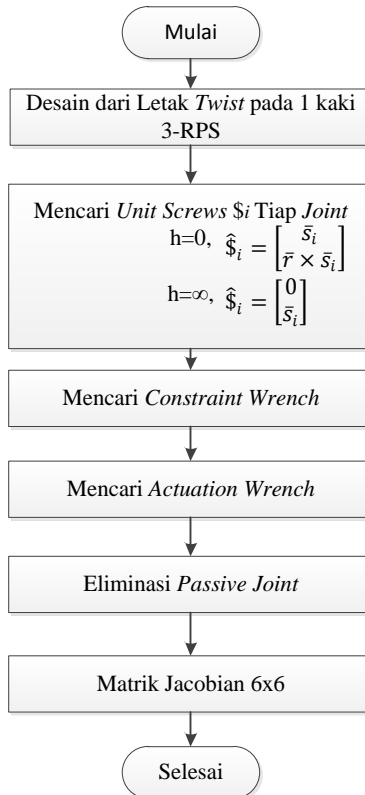 Mulai
Desain dari Letak Twist pada 1 kaki
3-RPS
Mencari Unit Screws $i Tiap Joint
h=0, $̂ᵢ = [s̄ᵢ; r̄ × s̄ᵢ]
h=∞, $̂ᵢ = [0; s̄ᵢ]
Mencari Constraint Wrench
Mencari Actuation Wrench
Eliminasi Passive Joint
Matrik Jacobian 6x6
Selesai